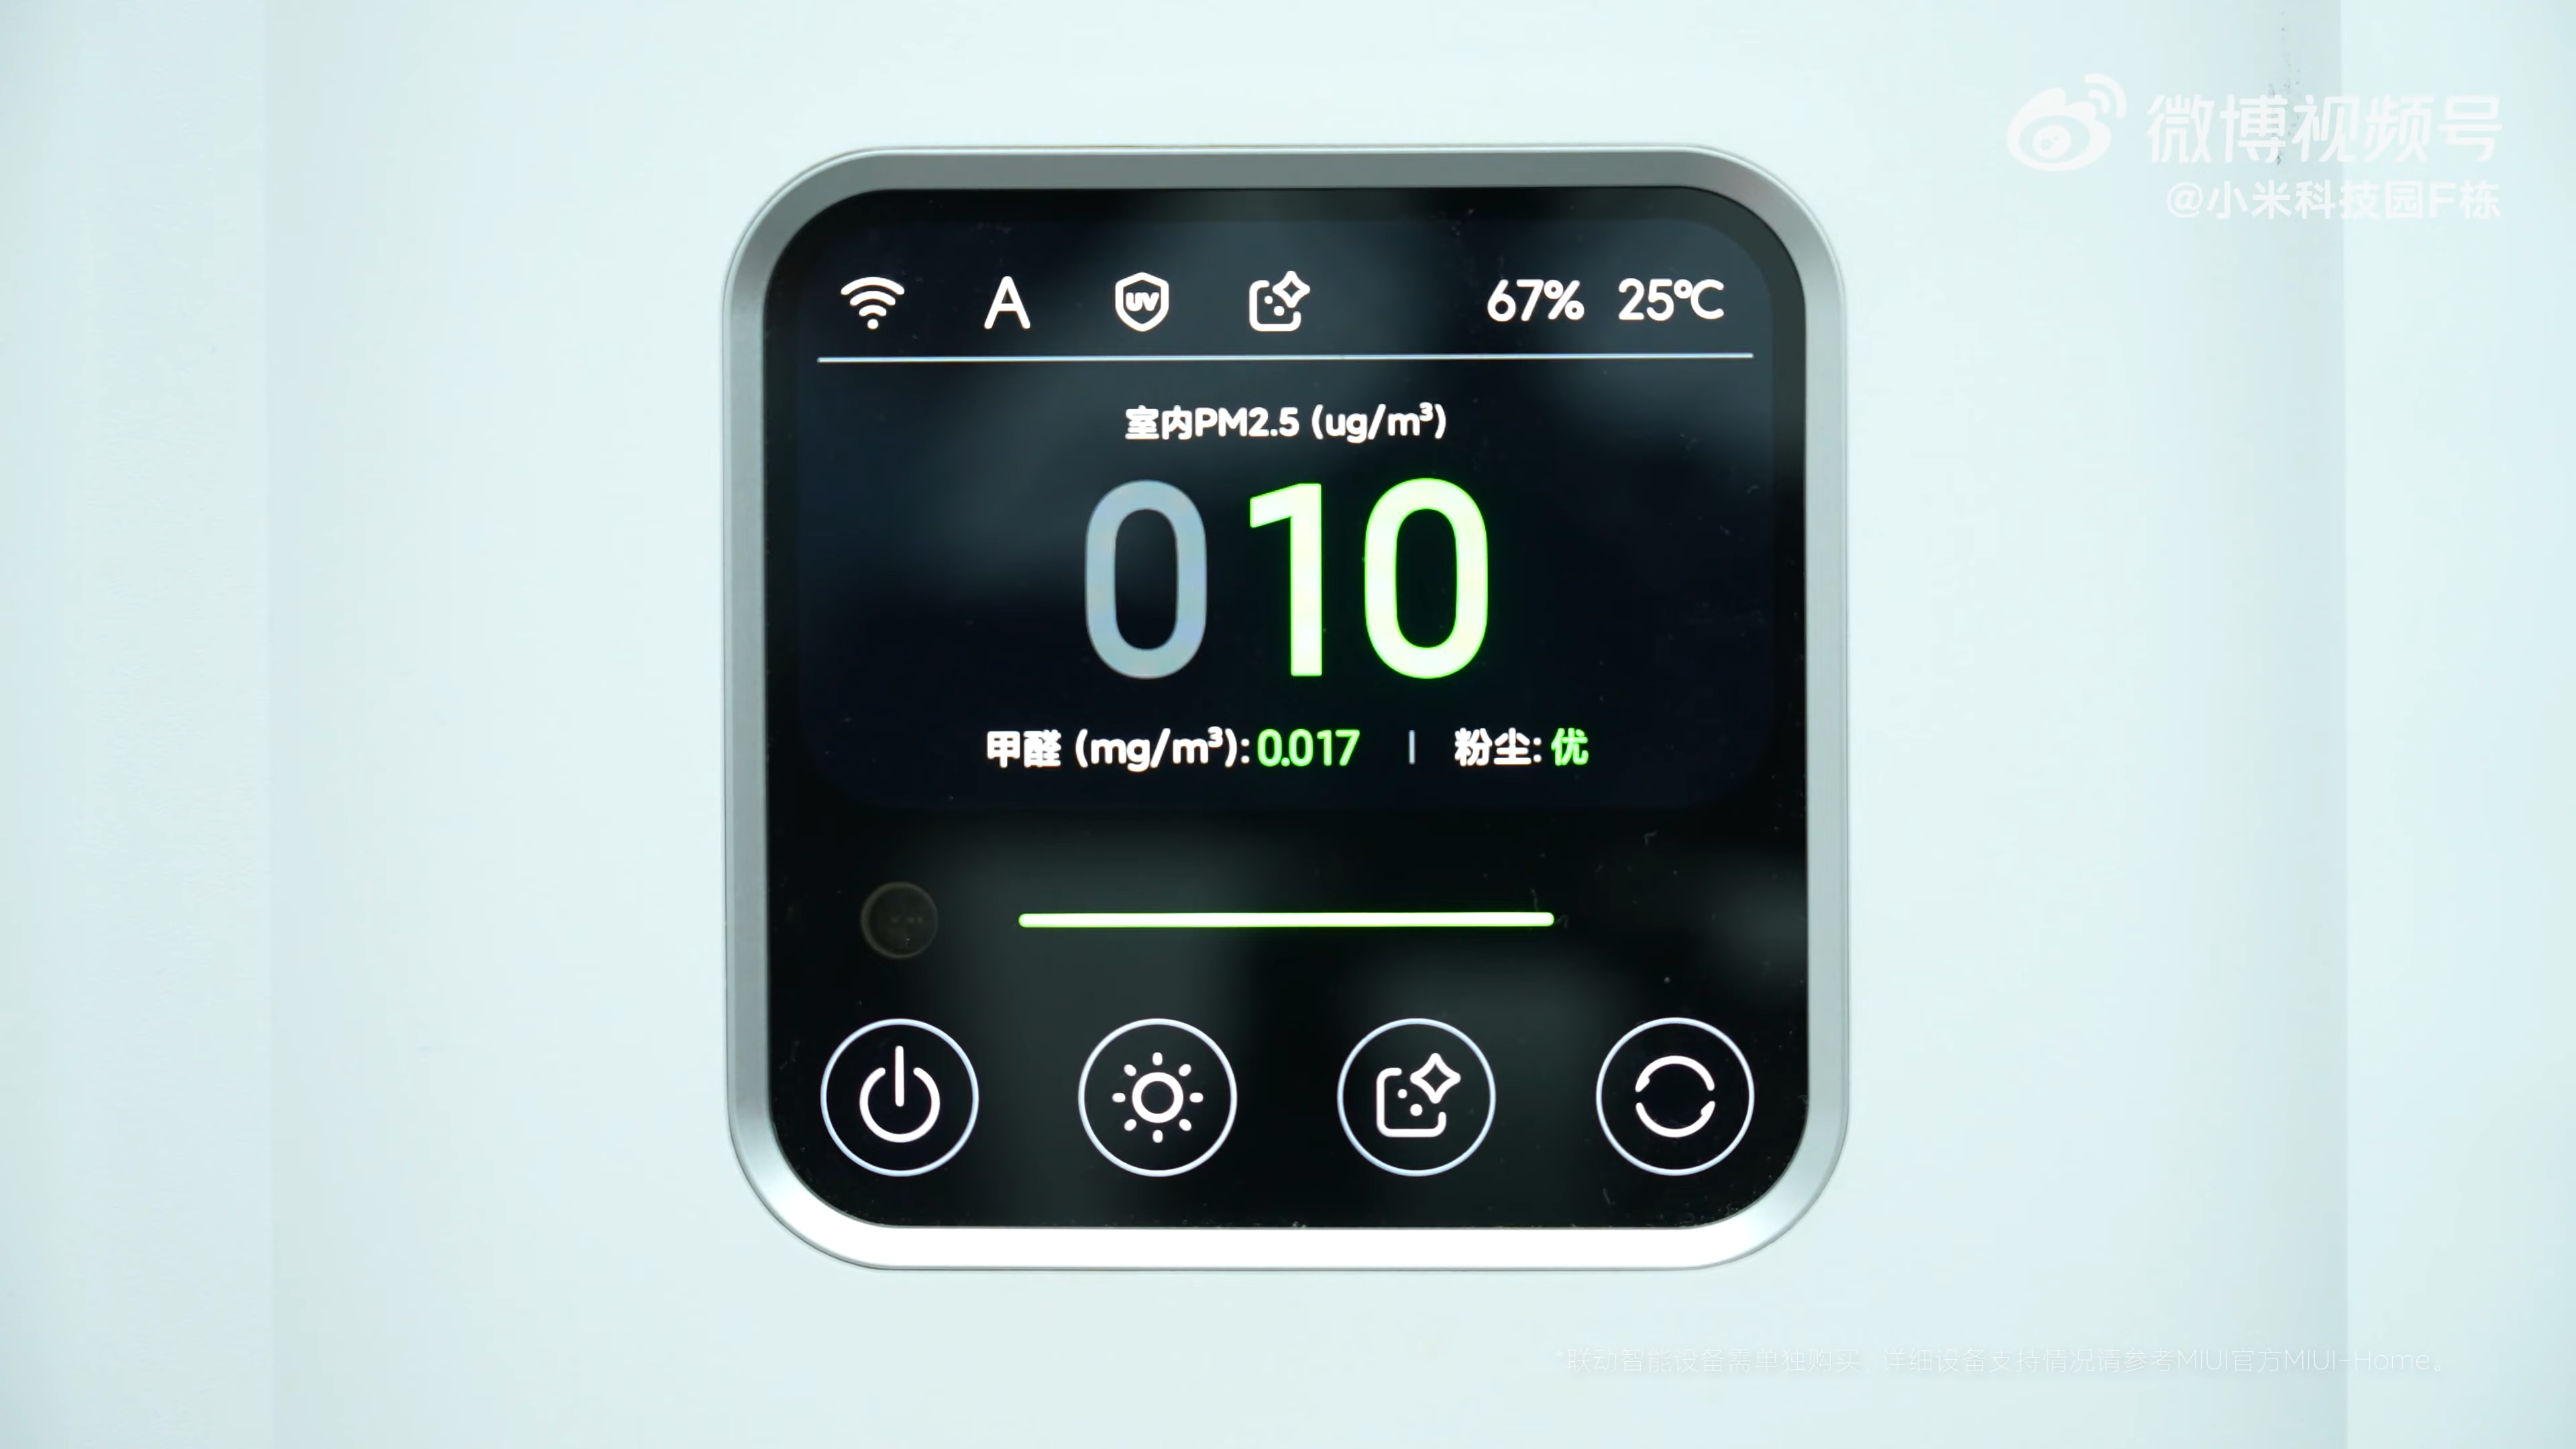 微博视频号
@小米科技园F栋
A UV 67% 25℃
室内PM2.5 (ug/m³)
010
甲醛 (mg/m³): 0.017 | 粉尘: 优
联动智能设备需单独购买，详细设备支持情况请参考MIUI官方MIUI-Home。